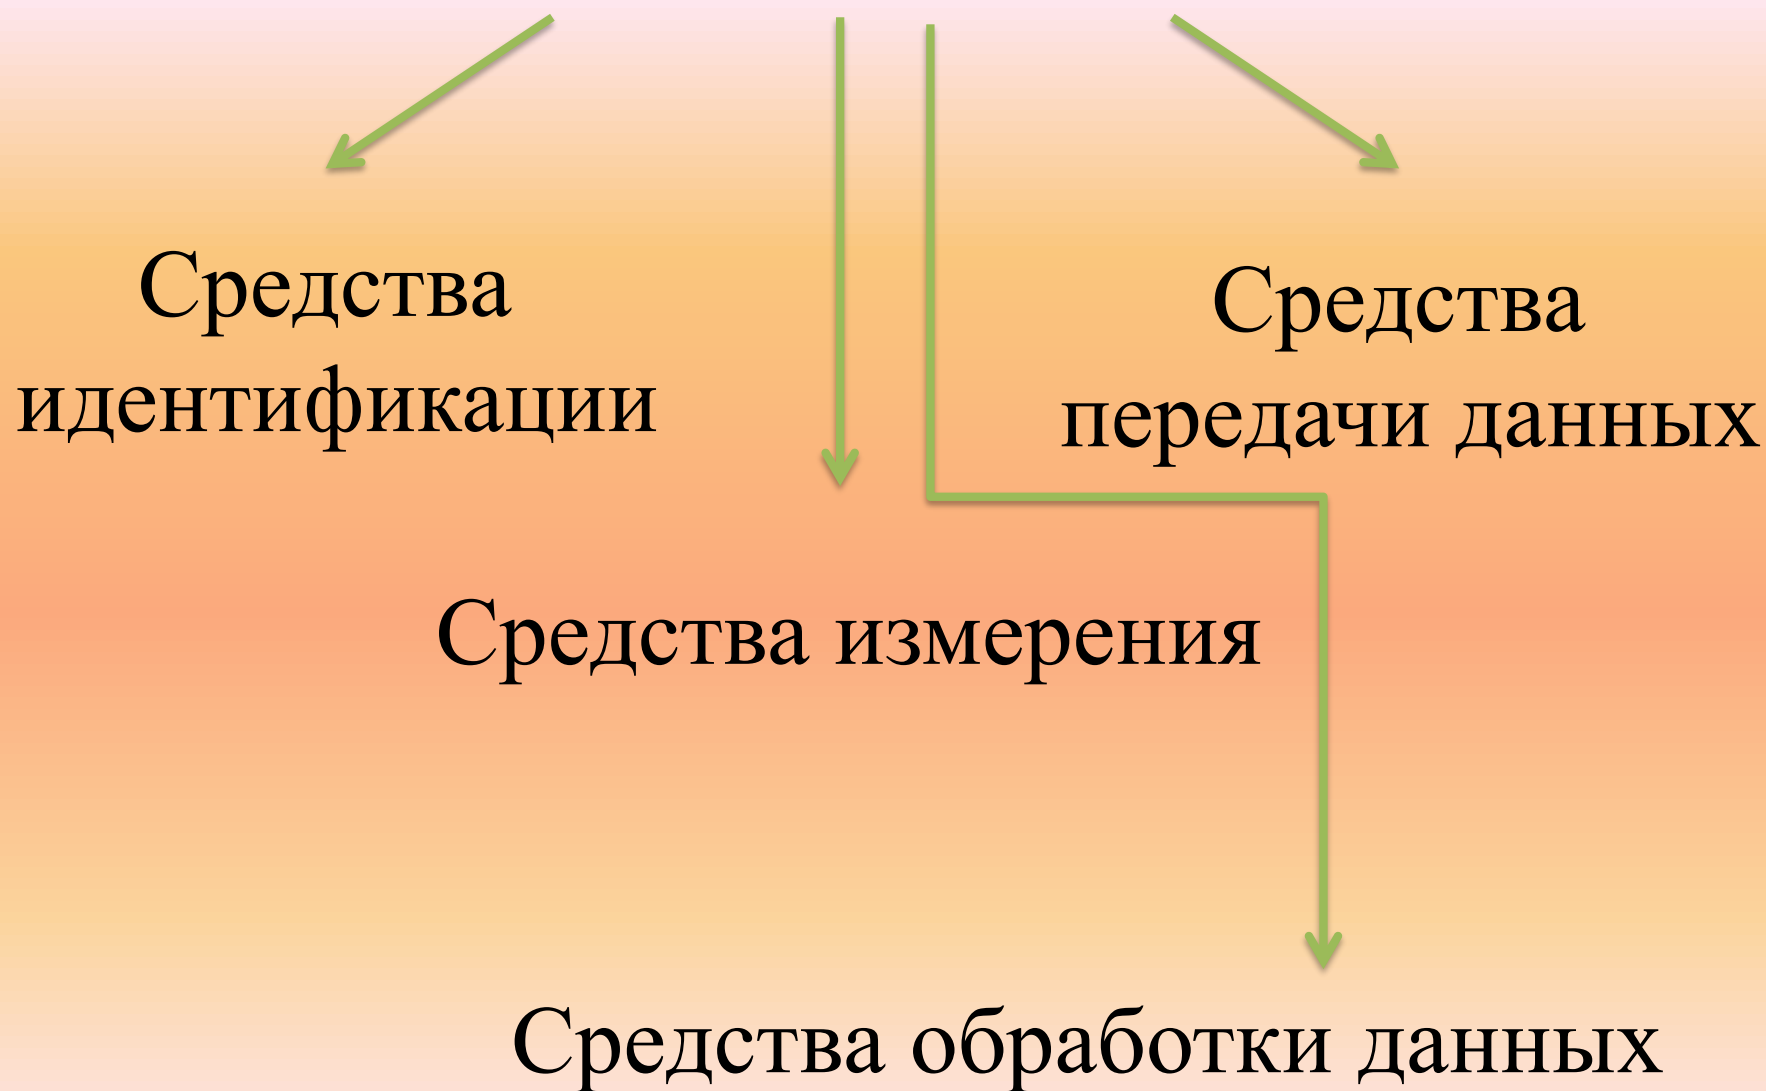 Средства
идентификации
Средства
передачи данных
Средства измерения
Средства обработки данных